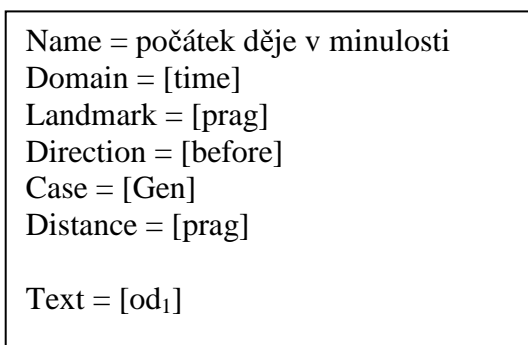 Name = počátek děje v minulosti
Domain = [time]
Landmark = [prag]
Direction = [before]
Case = [Gen]
Distance = [prag]
Text = [od₁]